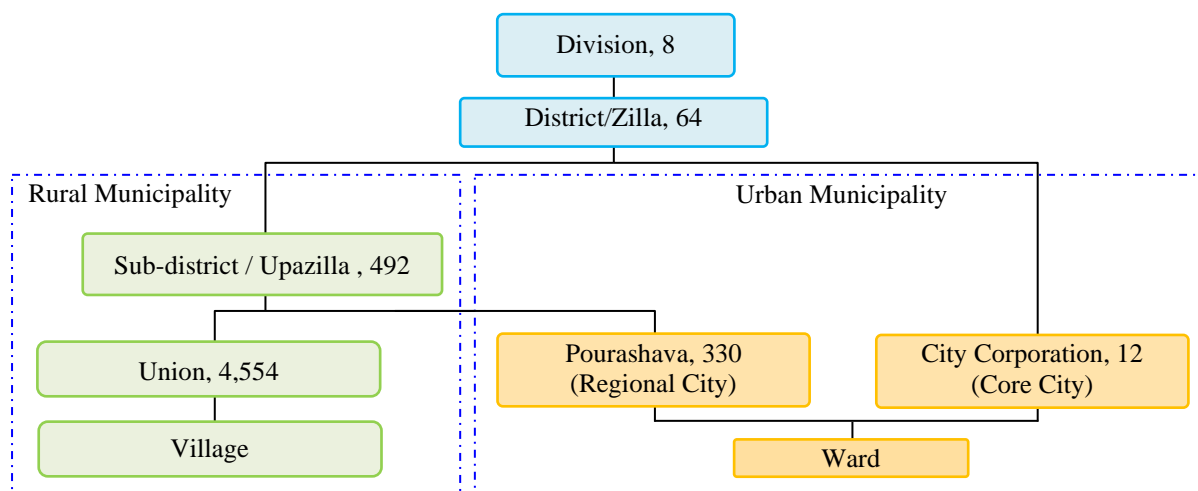 Division, 8
District/Zilla, 64
Rural Municipality
Urban Municipality
Sub-district / Upazilla , 492
Union, 4,554
Pourashava, 330
(Regional City)
City Corporation, 12
(Core City)
Village
Ward